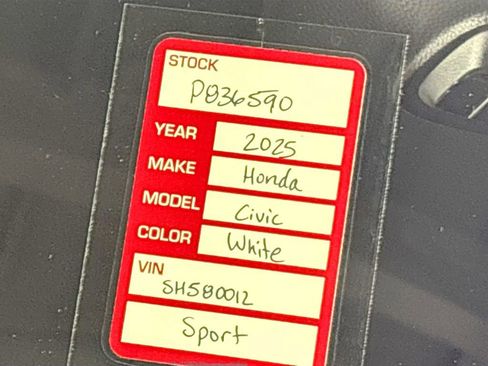 STOCK
P836590
YEAR 2025
MAKE Honda
MODEL Civic
COLOR White
VIN
SH580012
Sport